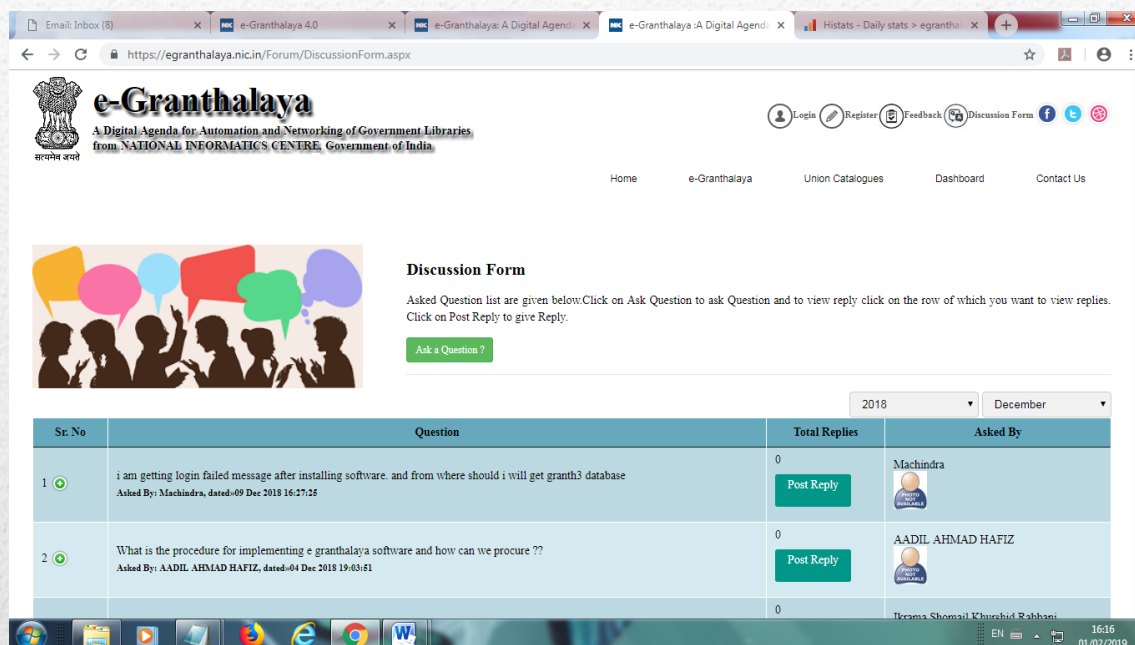 Email: Inbox (8)
e-Granthalaya 4.0
e-Granthalaya: A Digital Agend
e-Granthalaya :A Digital Agend
Histats - Daily stats > egrantha
https://egranthalaya.nic.in/Forum/DiscussionForm.aspx
सत्यमेव जयते
e-Granthalaya
A Digital Agenda for Automation and Networking of Government Libraries
from NATIONAL INFORMATICS CENTRE, Government of India
Login Register Feedback Discussion Form
Home e-Granthalaya Union Catalogues Dashboard Contact Us
Discussion Form
Asked Question list are given below.Click on Ask Question to ask Question and to view reply click on the row of which you want to view replies.
Click on Post Reply to give Reply.
Ask a Question ?
2018 December
Sr. No Question Total Replies Asked By
1 i am getting login failed message after installing software. and from where should i will get granth3 database
Asked By: Machindra, dated»09 Dec 2018 16:27:25
0
Post Reply
Machindra
PHOTO
NOT
AVAILABLE
2 What is the procedure for implementing e granthalaya software and how can we procure ??
Asked By: AADIL AHMAD HAFIZ, dated»04 Dec 2018 19:03:51
0
Post Reply
AADIL AHMAD HAFIZ
PHOTO
NOT
AVAILABLE
0
Ikrama Shomail Khurshid Rabbani
EN
16:16
01/02/2019